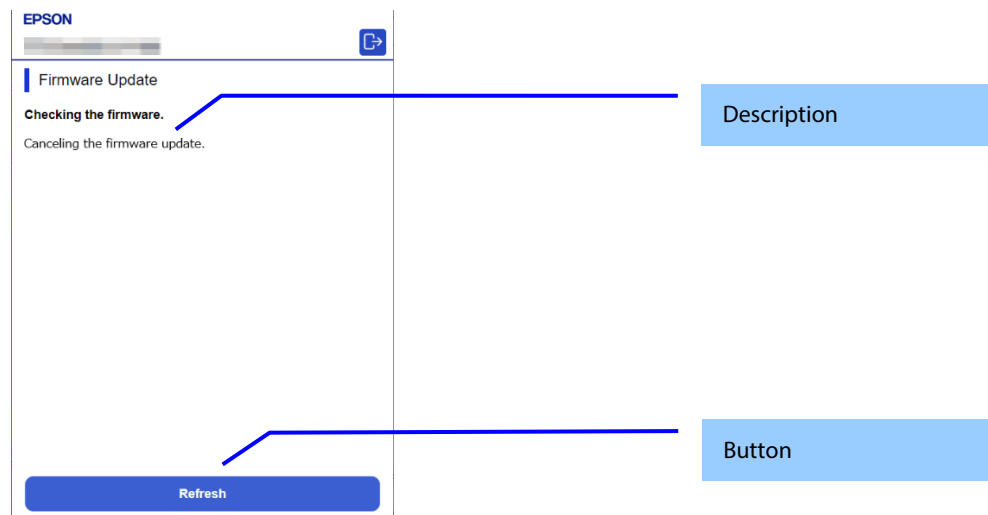 EPSON
Firmware Update
Checking the firmware.
Canceling the firmware update.
Description
Button
Refresh